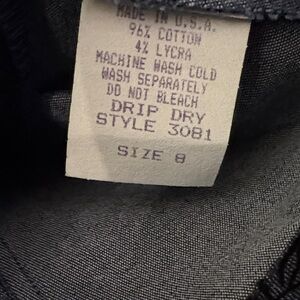 MADE IN U.S.A.
96% COTTON
4% LYCRA
MACHINE WASH COLD
WASH SEPARATELY
DO NOT BLEACH
DRIP DRY
STYLE 3081
SIZE 8